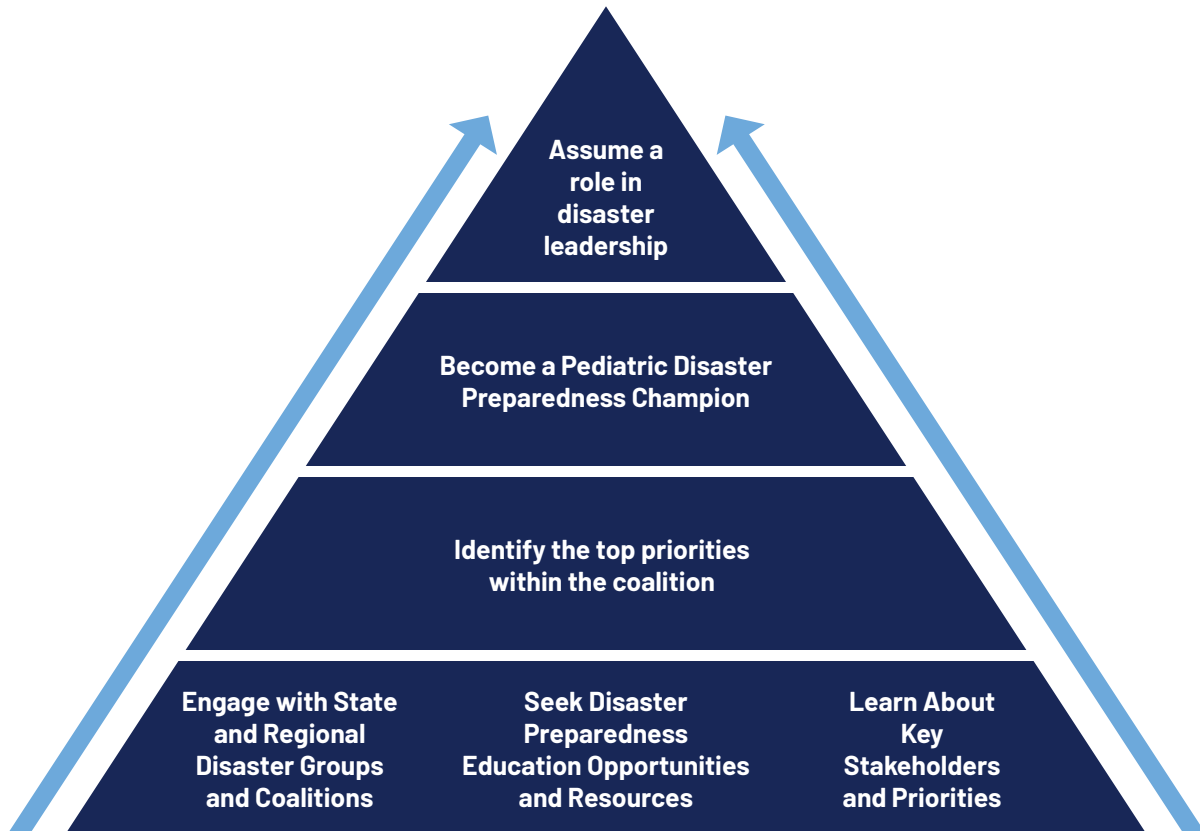 Assume a
role in
disaster
leadership
Become a Pediatric Disaster
Preparedness Champion
Identify the top priorities
within the coalition
Engage with State
and Regional
Disaster Groups
and Coalitions
Seek Disaster
Preparedness
Education Opportunities
and Resources
Learn About
Key
Stakeholders
and Priorities